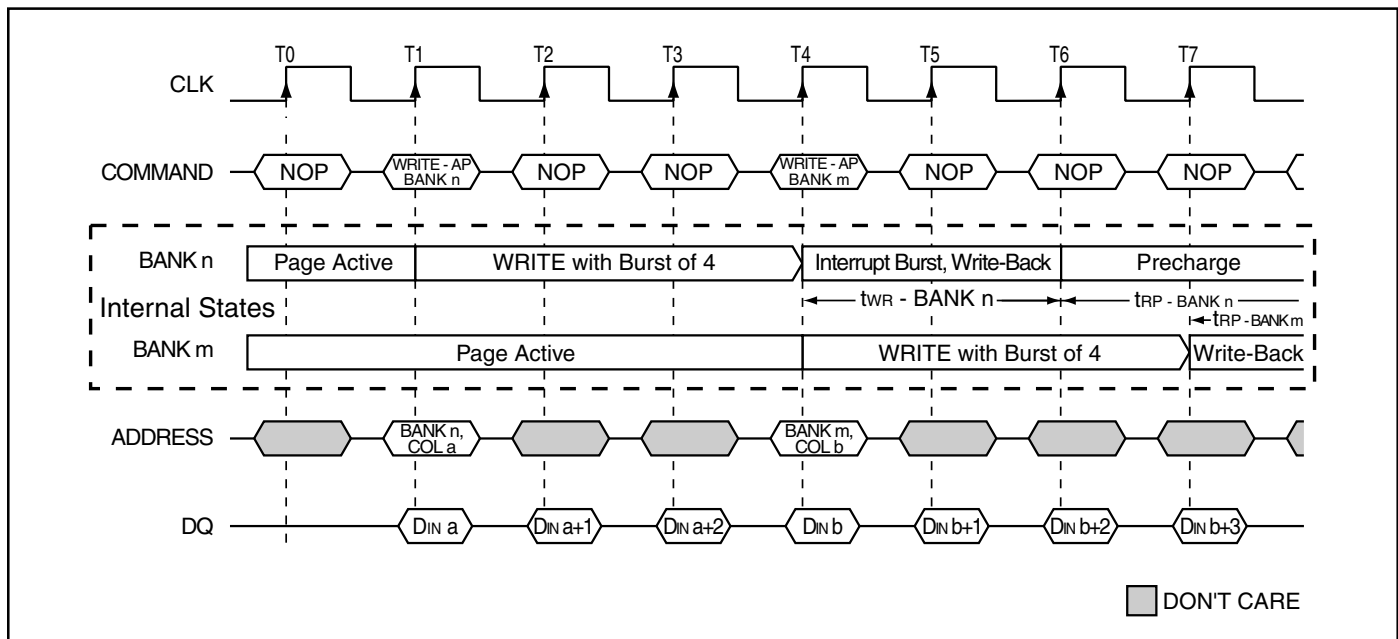 T0 T1 T2 T3 T4 T5 T6 T7
CLK
COMMAND NOP WRITE - AP BANK n NOP NOP WRITE - AP BANK m NOP NOP NOP
BANK n Page Active WRITE with Burst of 4 Interrupt Burst, Write-Back Precharge
Internal States tWR - BANK n tRP - BANK n
tRP - BANK m
BANK m Page Active WRITE with Burst of 4 Write-Back
ADDRESS BANK n, COL a BANK m, COL b
DQ DIN a DIN a+1 DIN a+2 DIN b DIN b+1 DIN b+2 DIN b+3
DON'T CARE